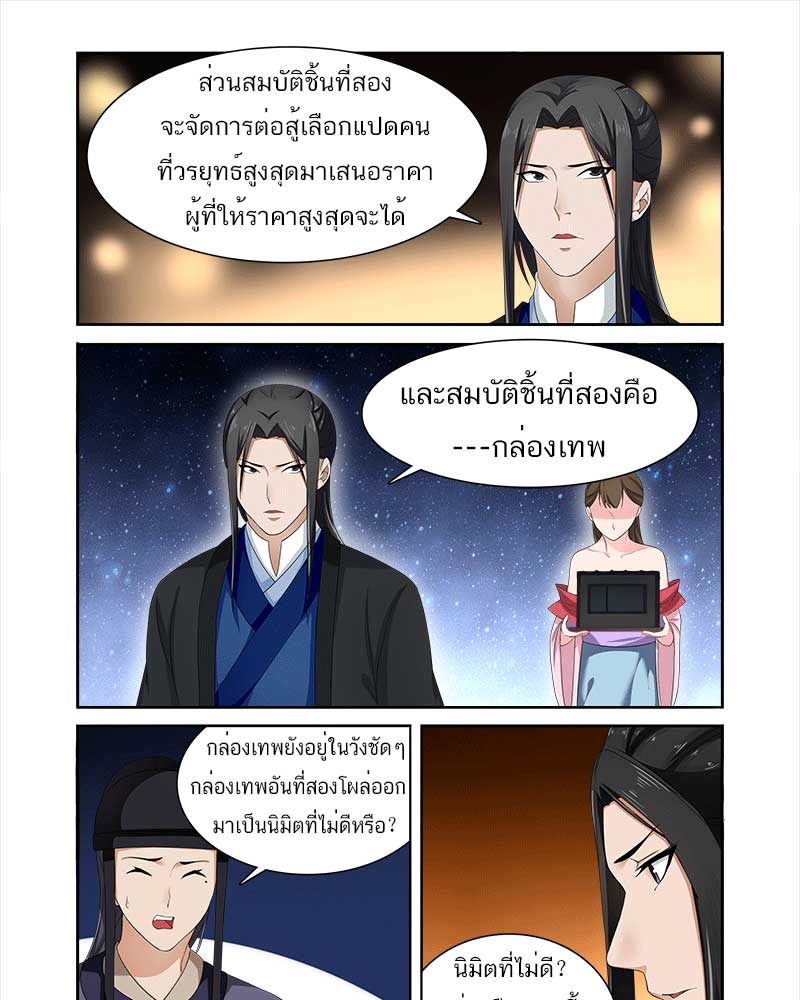 ส่วนสมบัติชิ้นที่สอง
จะจัดการต่อสู้เลือกแปดคน
ที่วรยุทธ์สูงสุดมาเสนอราคา
ผู้ที่ให้ราคาสูงสุดจะได้
และสมบัติชิ้นที่สองคือ
---กล่องเทพ
กล่องเทพยังอยู่ในวังชัดๆ
กล่องเทพอันที่สองโผล่ออก
มาเป็นนิมิตที่ไม่ดีหรือ?
นิมิตที่ไม่ดี?